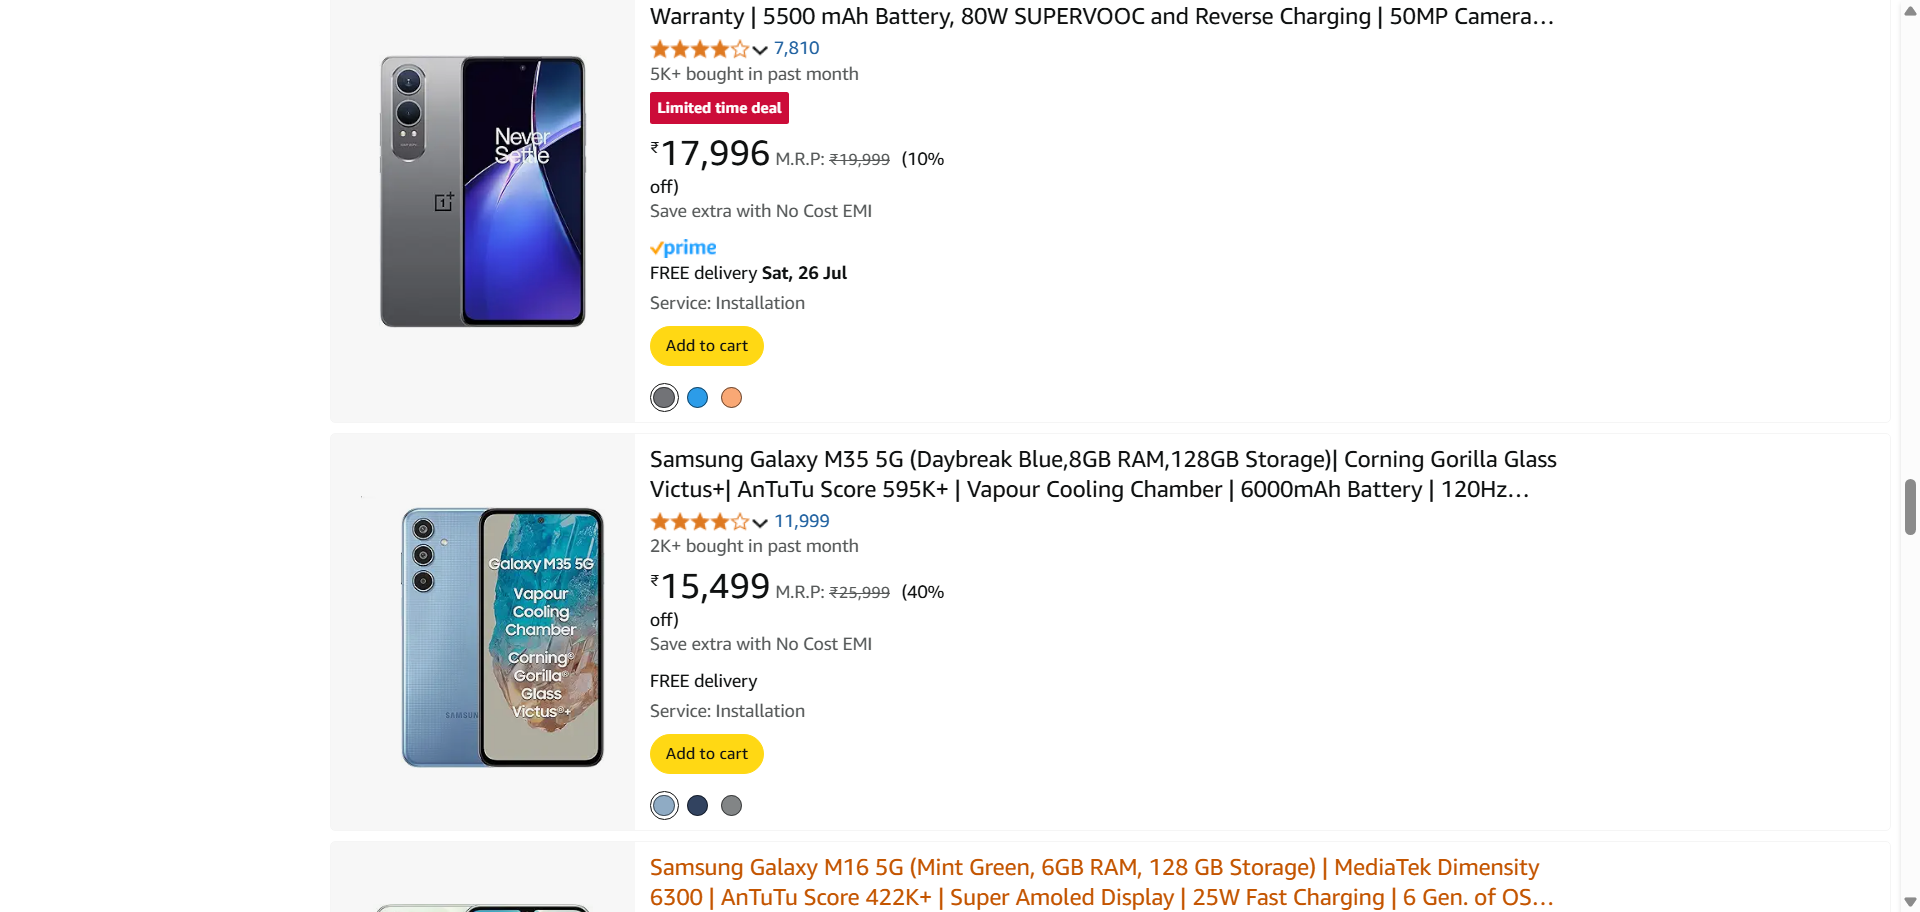 Warranty | 5500 mAh Battery, 80W SUPERVOOC and Reverse Charging | 50MP Camera…
7,810
5K+ bought in past month
Limited time deal
₹17,996 M.R.P: ₹19,999 (10%
off)
Save extra with No Cost EMI
prime
FREE delivery Sat, 26 Jul
Service: Installation
Add to cart
Never
Settle
1+
Samsung Galaxy M35 5G (Daybreak Blue,8GB RAM,128GB Storage)| Corning Gorilla Glass
Victus+| AnTuTu Score 595K+ | Vapour Cooling Chamber | 6000mAh Battery | 120Hz…
11,999
2K+ bought in past month
₹15,499 M.R.P: ₹25,999 (40%
off)
Save extra with No Cost EMI
FREE delivery
Service: Installation
Add to cart
Galaxy M35 5G
Vapour
Cooling
Chamber
Corning®
Gorilla®
Glass
Victus®+
SAMSUN
Samsung Galaxy M16 5G (Mint Green, 6GB RAM, 128 GB Storage) | MediaTek Dimensity
6300 | AnTuTu Score 422K+ | Super Amoled Display | 25W Fast Charging | 6 Gen. of OS…